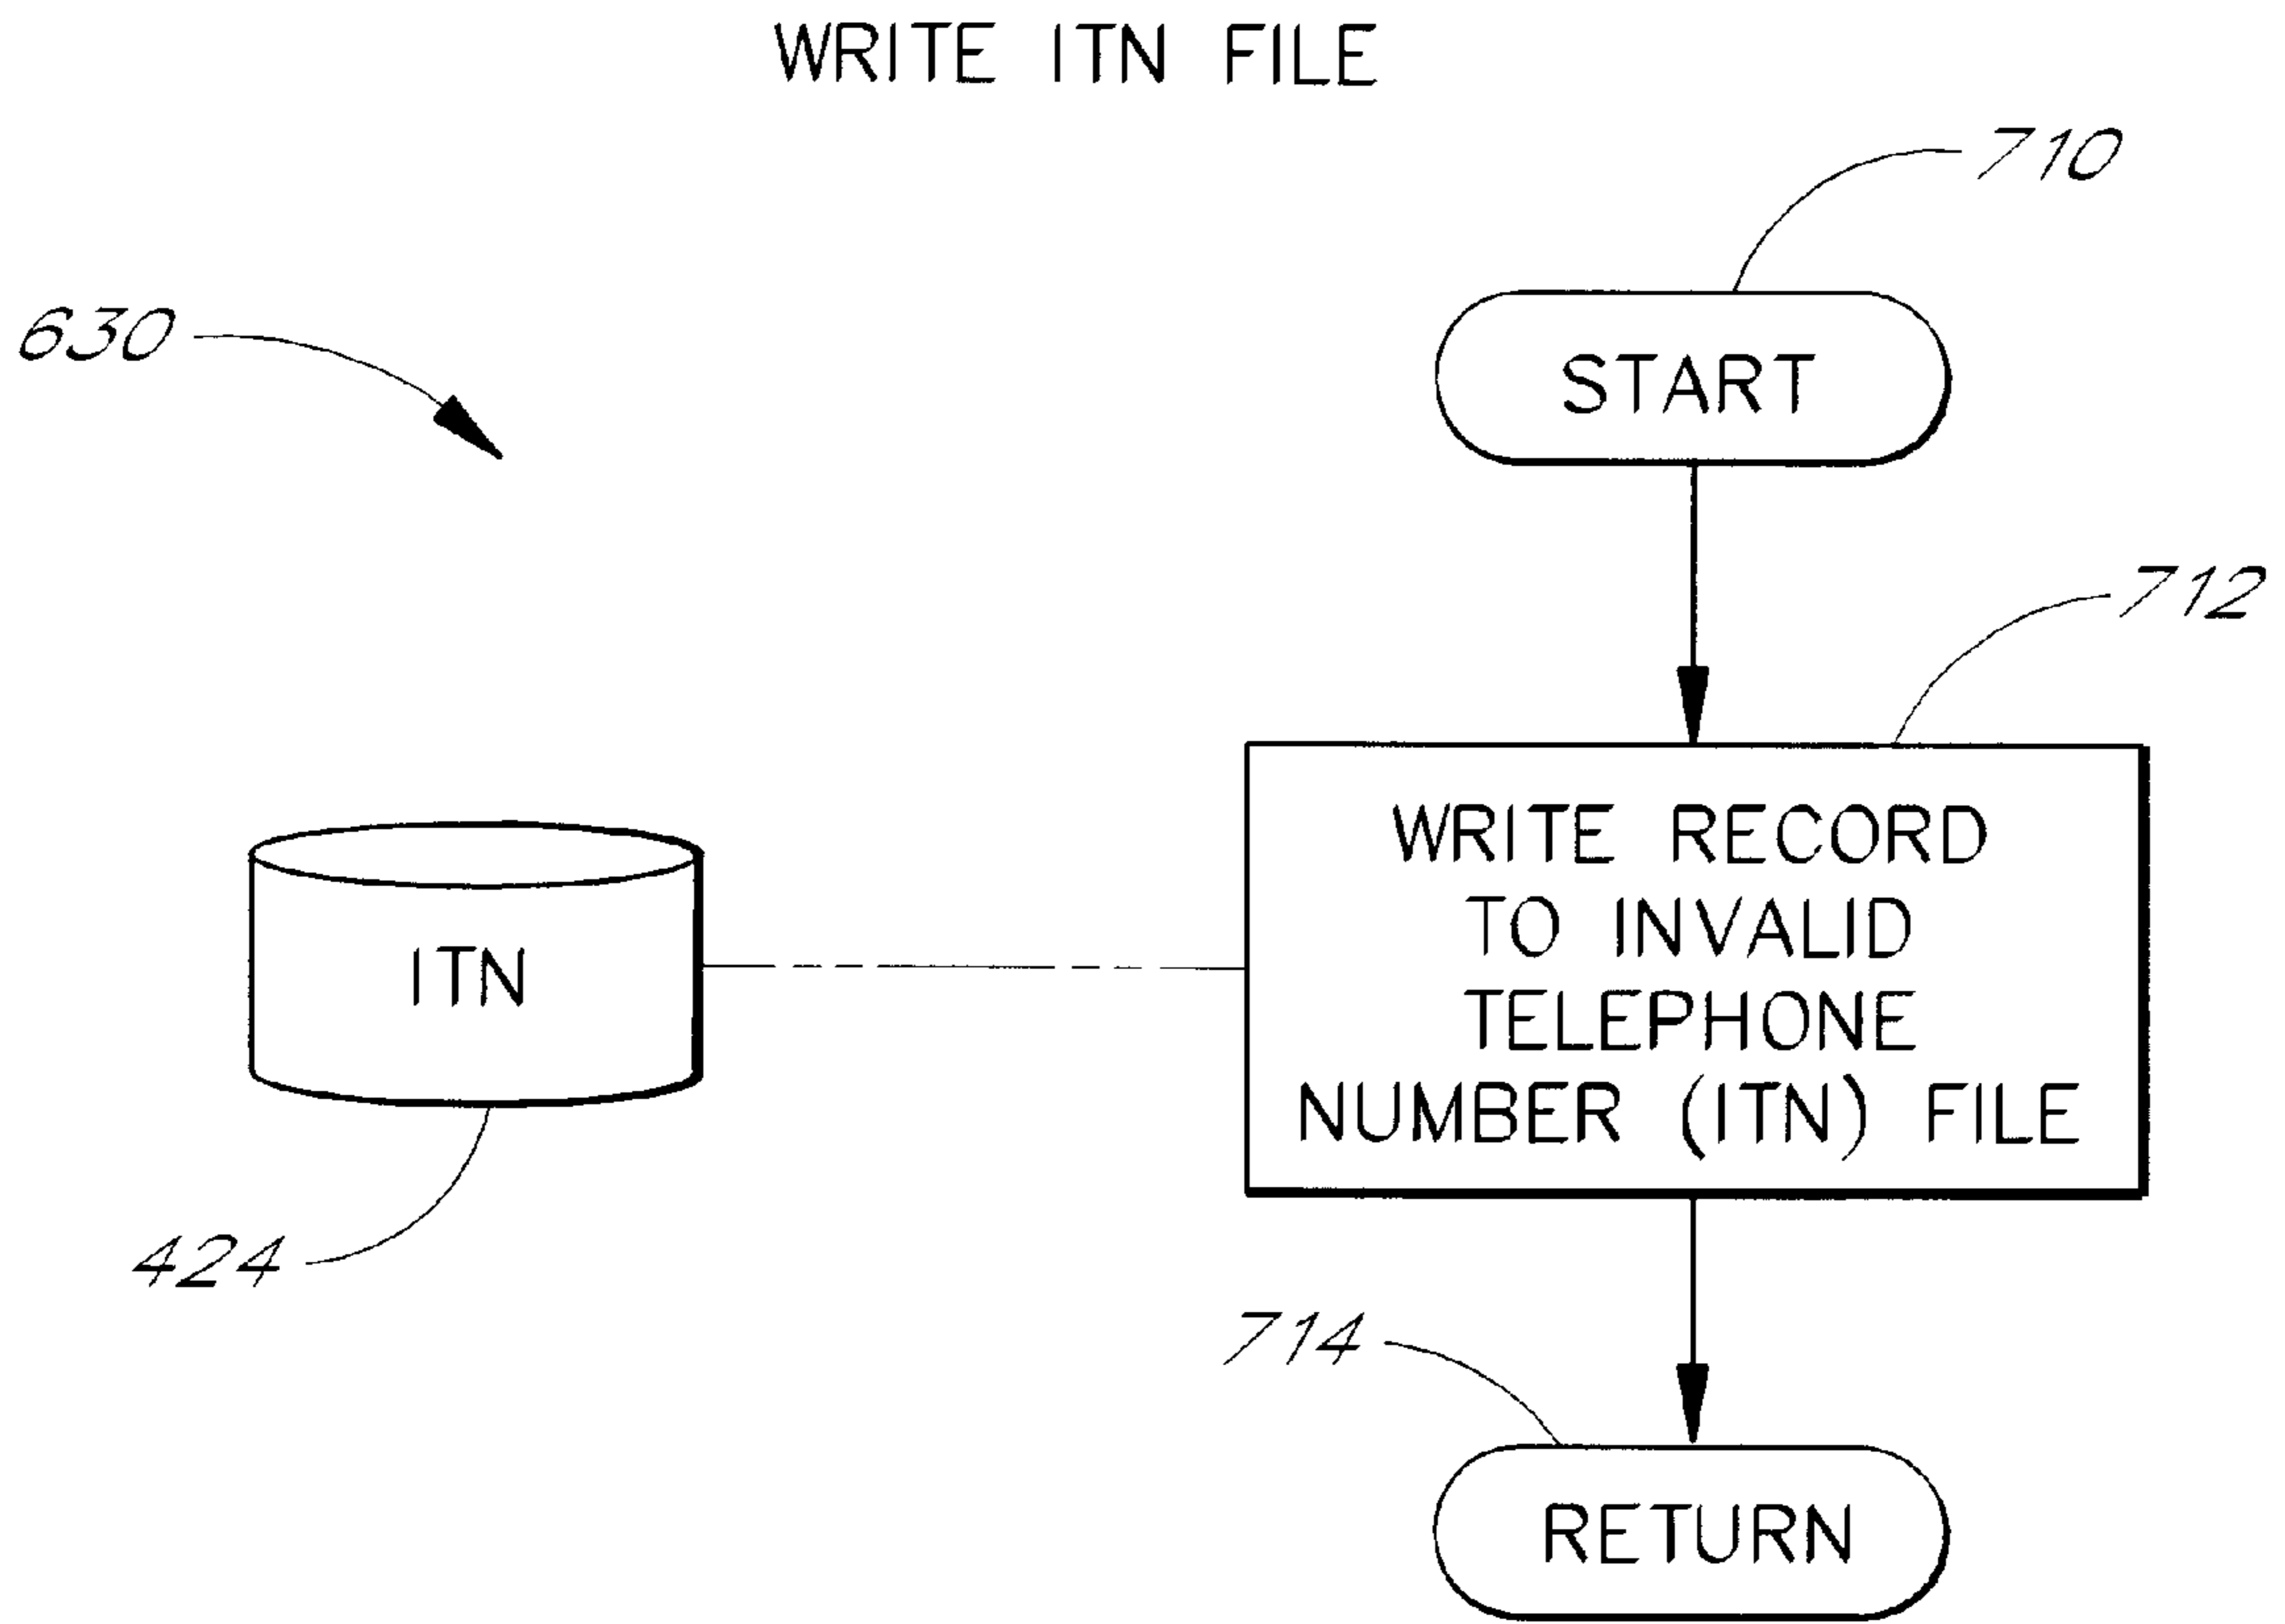 WRITE ITN FILE
710
630
START
712
WRITE RECORD
TO INVALID
TELEPHONE
NUMBER (ITN) FILE
ITN
424
714
RETURN